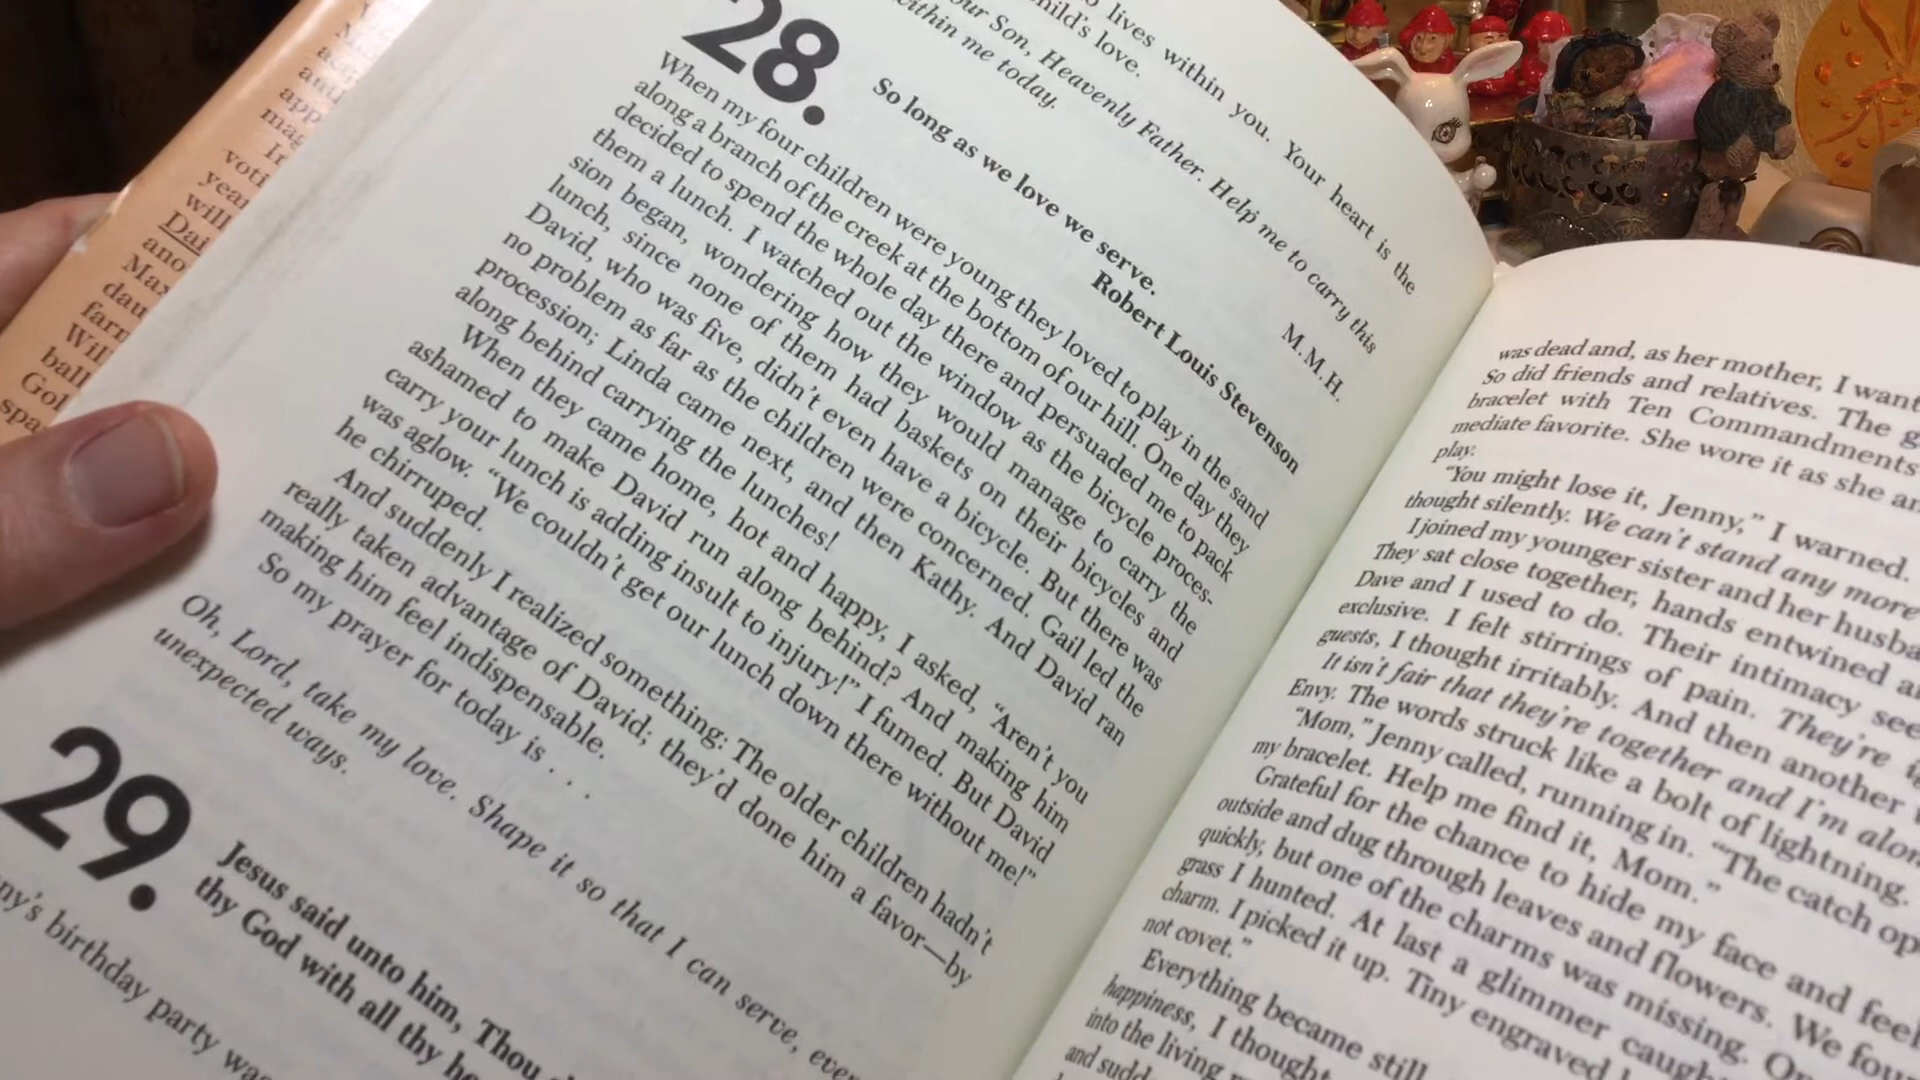 lives within you. Your heart is the
child's love.
our Son, Heavenly Father. Help me to carry this
within me today.
M.M.H.
28.
So long as we love we serve.
Robert Louis Stevenson
When my four children were young they loved to play in the sand
along a branch of the creek at the bottom of our hill. One day they
decided to spend the whole day there and persuaded me to pack
them a lunch. I watched out the window as the bicycle proces-
sion began, wondering how they would manage to carry the
lunch, since none of them had baskets on their bicycles and
David, who was five, didn't even have a bicycle. But there was
no problem as far as the children were concerned. Gail led the
procession; Linda came next, and then Kathy. And David ran
along behind carrying the lunches!
When they came home, hot and happy, I asked, "Aren't you
ashamed to make David run along behind? And making him
carry your lunch is adding insult to injury!" I fumed. But David
was aglow. "We couldn't get our lunch down there without me!"
he chirruped.
And suddenly I realized something: The older children hadn't
really taken advantage of David; they'd done him a favor—by
making him feel indispensable.
So my prayer for today is . . .
Oh, Lord, take my love. Shape it so that I can serve, even
unexpected ways.
29.
Jesus said unto him, Thou
thy God with all thy
ny's birthday party was
was dead and, as her mother, I want
So did friends and relatives. The
bracelet with Ten Commandments
mediate favorite. She wore it as she
play.
"You might lose it, Jenny," I warned.
thought silently. We can't stand any more
I joined my younger sister and her husba
They sat close together, hands entwined
Dave and I used to do. Their intimacy see
exclusive. I felt stirrings of pain. They're
guests, I thought irritably. And then another
It isn't fair that they're together and I'm alon
Envy. The words struck like a bolt of lightning.
"Mom," Jenny called, running in. "The catch op
my bracelet. Help me find it, Mom."
Grateful for the chance to hide my face and feel
outside and dug through leaves and flowers. We foun
quickly, but one of the charms was missing. On
grass I hunted. At last a glimmer caugh
charm. I picked it up. Tiny engraved
not covet."
Everything became still
happiness, I thought
into the living
and sudd
voti
year
will
Dai
ano
Max
dau
farm
Wil
ball
Gol
spa